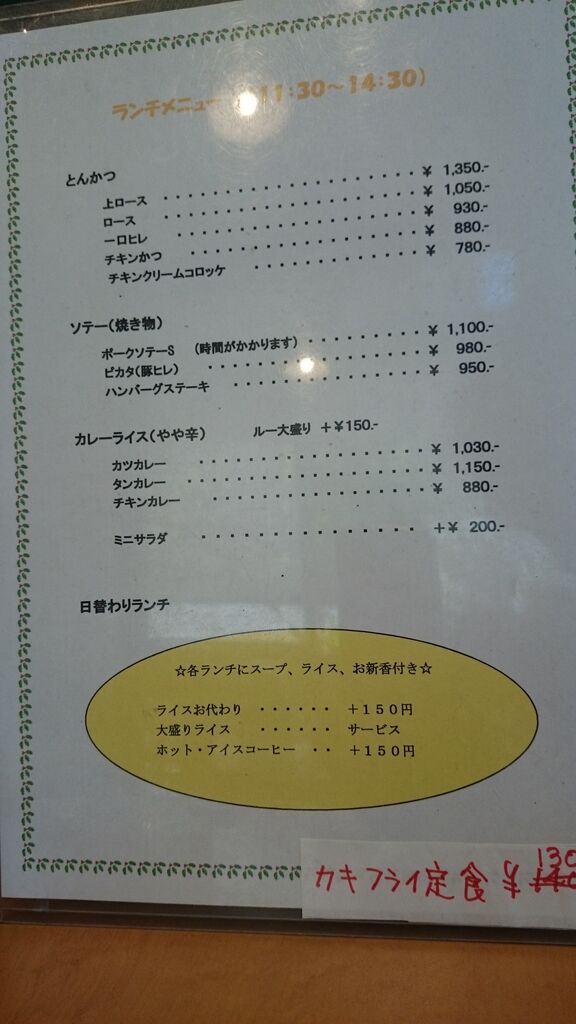 ランチメニュー 11:30～14:30)
とんかつ
上ロース ・・・・・・・・・・・・・・・・・・・ ¥ 1,350.-
ロース ・・・・・・・・・・・・・・・・・・・ ¥ 1,050.-
一口ヒレ ・・・・・・・・・・・・・・・・・・ ¥ 930.-
チキンかつ ・・・・・・・・・・・・・・・・・ ¥ 880.-
チキンクリームコロッケ ・・・・・・・・・・・・ ¥ 780.-
ソテー(焼き物)
ポークソテーS (時間がかかります) ・・・・・・・・ ¥ 1,100.-
ピカタ(豚ヒレ) ・・・・・・・・・・・・・・・・ ¥ 980.-
ハンバーグステーキ ・・・・・・・・・・・・・・ ¥ 950.-
カレーライス(やや辛) ルー大盛り +¥150.-
カツカレー ・・・・・・・・・・・・・・・・・ ¥ 1,030.-
タンカレー ・・・・・・・・・・・・・・・・・ ¥ 1,150.-
チキンカレー ・・・・・・・・・・・・・・・・ ¥ 880.-
ミニサラダ ・・・・・・・・・・・・・・・・ +¥ 200.-
日替わりランチ
☆各ランチにスープ、ライス、お新香付き☆
ライスお代わり ・・・・・・ +150円
大盛りライス ・・・・・・ サービス
ホット・アイスコーヒー ・・ +150円
カキフライ定食 ¥